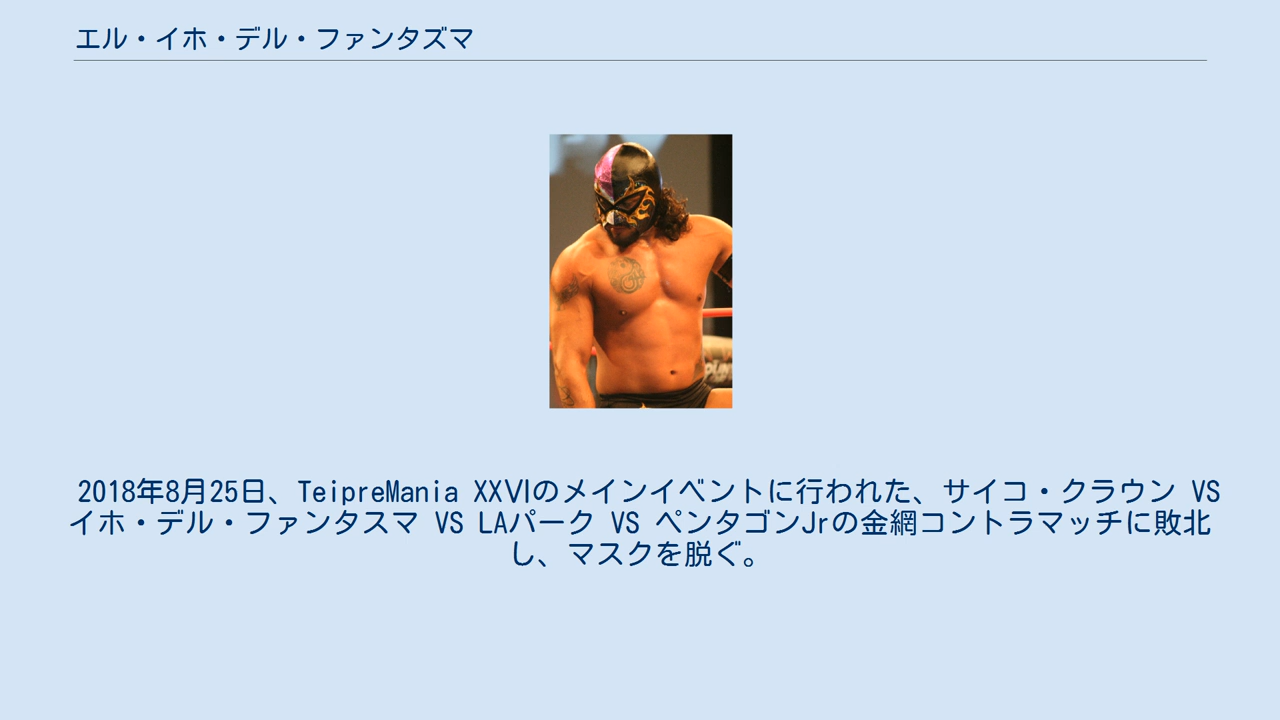 エル・イホ・デル・ファンタズマ
2018年8月25日、TeipreMania XXⅥのメインイベントに行われた、サイコ・クラウン VS
イホ・デル・ファンタスマ VS LAパーク VS ペンタゴンJrの金網コントラマッチに敗北
し、マスクを脱ぐ。